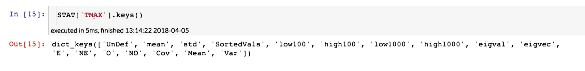 In [15]: STAT['TMAX'].keys()
executed in 5ms, finished 13:14:22 2018-04-05
Out[15]: dict_keys(['UnDef', 'mean', 'std', 'SortedVals', 'low100', 'high100', 'low1000', 'high1000', 'eigval', 'eigvec',
'E', 'NE', 'O', 'NO', 'Cov', 'Mean', 'Var'])